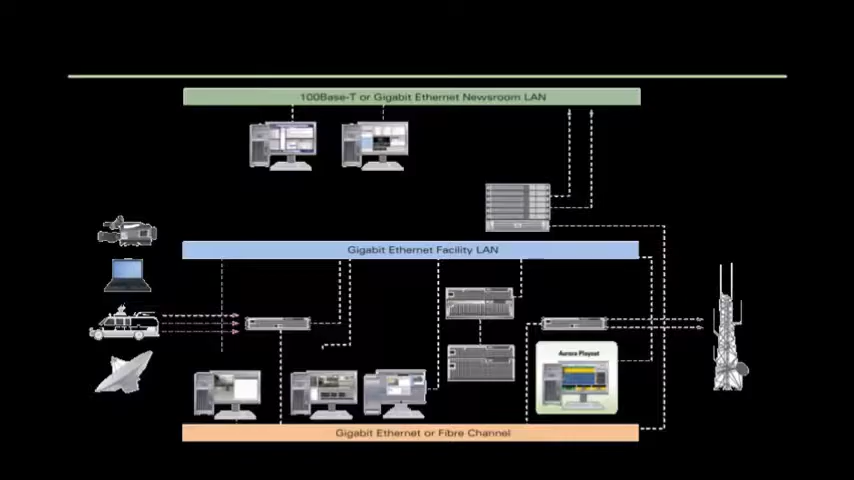 100Base-T or Gigabit Ethernet Newsroom LAN
Gigabit Ethernet Facility LAN
Aurora Playout
Gigabit Ethernet or Fibre Channel